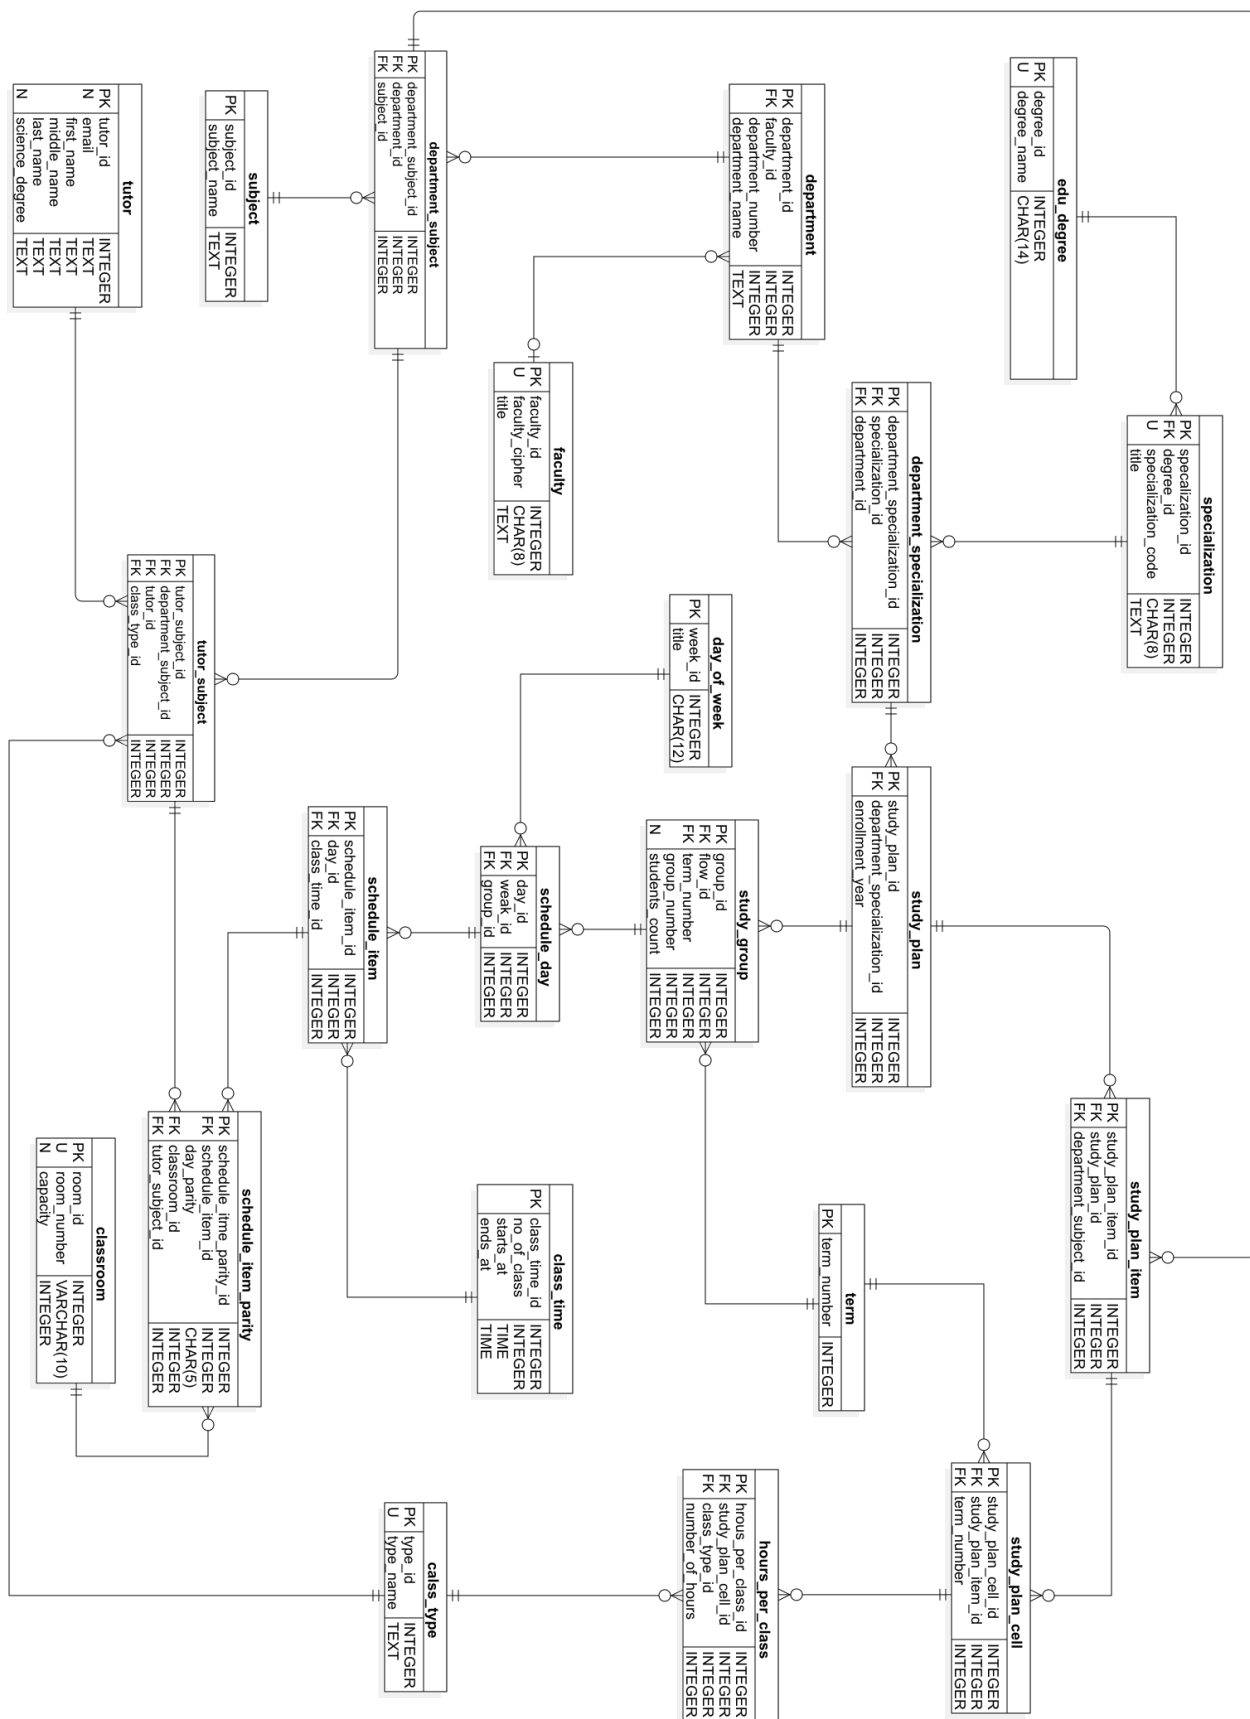 edu_degree
PK degree_id INTEGER
U degree_name CHAR(14)
specialization
PK specalization_id INTEGER
FK degree_id INTEGER
U specialization_code CHAR(8)
title TEXT
study_plan_item
PK study_plan_item_id INTEGER
FK study_plan_id INTEGER
FK department_subject_id INTEGER
study_plan_cell
PK study_plan_cell_id INTEGER
FK study_plan_item_id INTEGER
FK term_number INTEGER
department_specialization
PK department_specialization_id INTEGER
FK specialization_id INTEGER
FK department_id INTEGER
study_plan
PK study_plan_id INTEGER
FK department_specialization_id INTEGER
enrollment_year INTEGER
term
PK term_number INTEGER
department
PK department_id INTEGER
FK faculty_id INTEGER
department_number INTEGER
department_name TEXT
day_of_week
PK week_id INTEGER
title CHAR(12)
study_group
PK group_id INTEGER
FK flow_id INTEGER
FK term_number INTEGER
group_number INTEGER
N students_count INTEGER
hours_per_class
PK hrous_per_class_id INTEGER
FK study_plan_cell_id INTEGER
FK class_type_id INTEGER
number_of_hours INTEGER
faculty
PK faculty_id INTEGER
U faculty_cipher CHAR(8)
title TEXT
schedule_day
PK day_id INTEGER
FK weak_id INTEGER
FK group_id INTEGER
class_time
PK class_time_id INTEGER
no_of_class INTEGER
starts_at TIME
ends_at TIME
department_subject
PK department_subject_id INTEGER
FK department_id INTEGER
FK subject_id INTEGER
schedule_item
PK schedule_item_id INTEGER
FK day_id INTEGER
FK class_time_id INTEGER
calss_type
PK type_id INTEGER
U type_name TEXT
subject
PK subject_id INTEGER
subject_name TEXT
tutor_subject
PK tutor_subject_id INTEGER
FK department_subject_id INTEGER
FK tutor_id INTEGER
FK class_type_id INTEGER
schedule_item_parity
PK schedule_itme_parity_id INTEGER
FK schedule_item_id INTEGER
day_parity CHAR(5)
FK classroom_id INTEGER
FK tutor_subject_id INTEGER
tutor
PK tutor_id INTEGER
N email TEXT
first_name TEXT
middle_name TEXT
last_name TEXT
N science_degree TEXT
classroom
PK room_id INTEGER
U room_number VARCHAR(10)
N capacity INTEGER